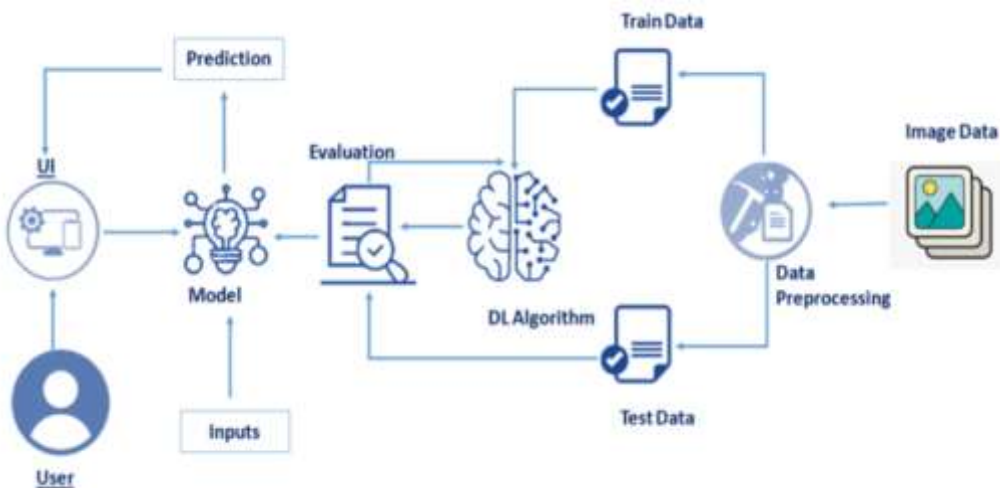 Train Data
Prediction
Image Data
Evaluation
UI
Data
Preprocessing
Model
DL Algorithm
Test Data
Inputs
User